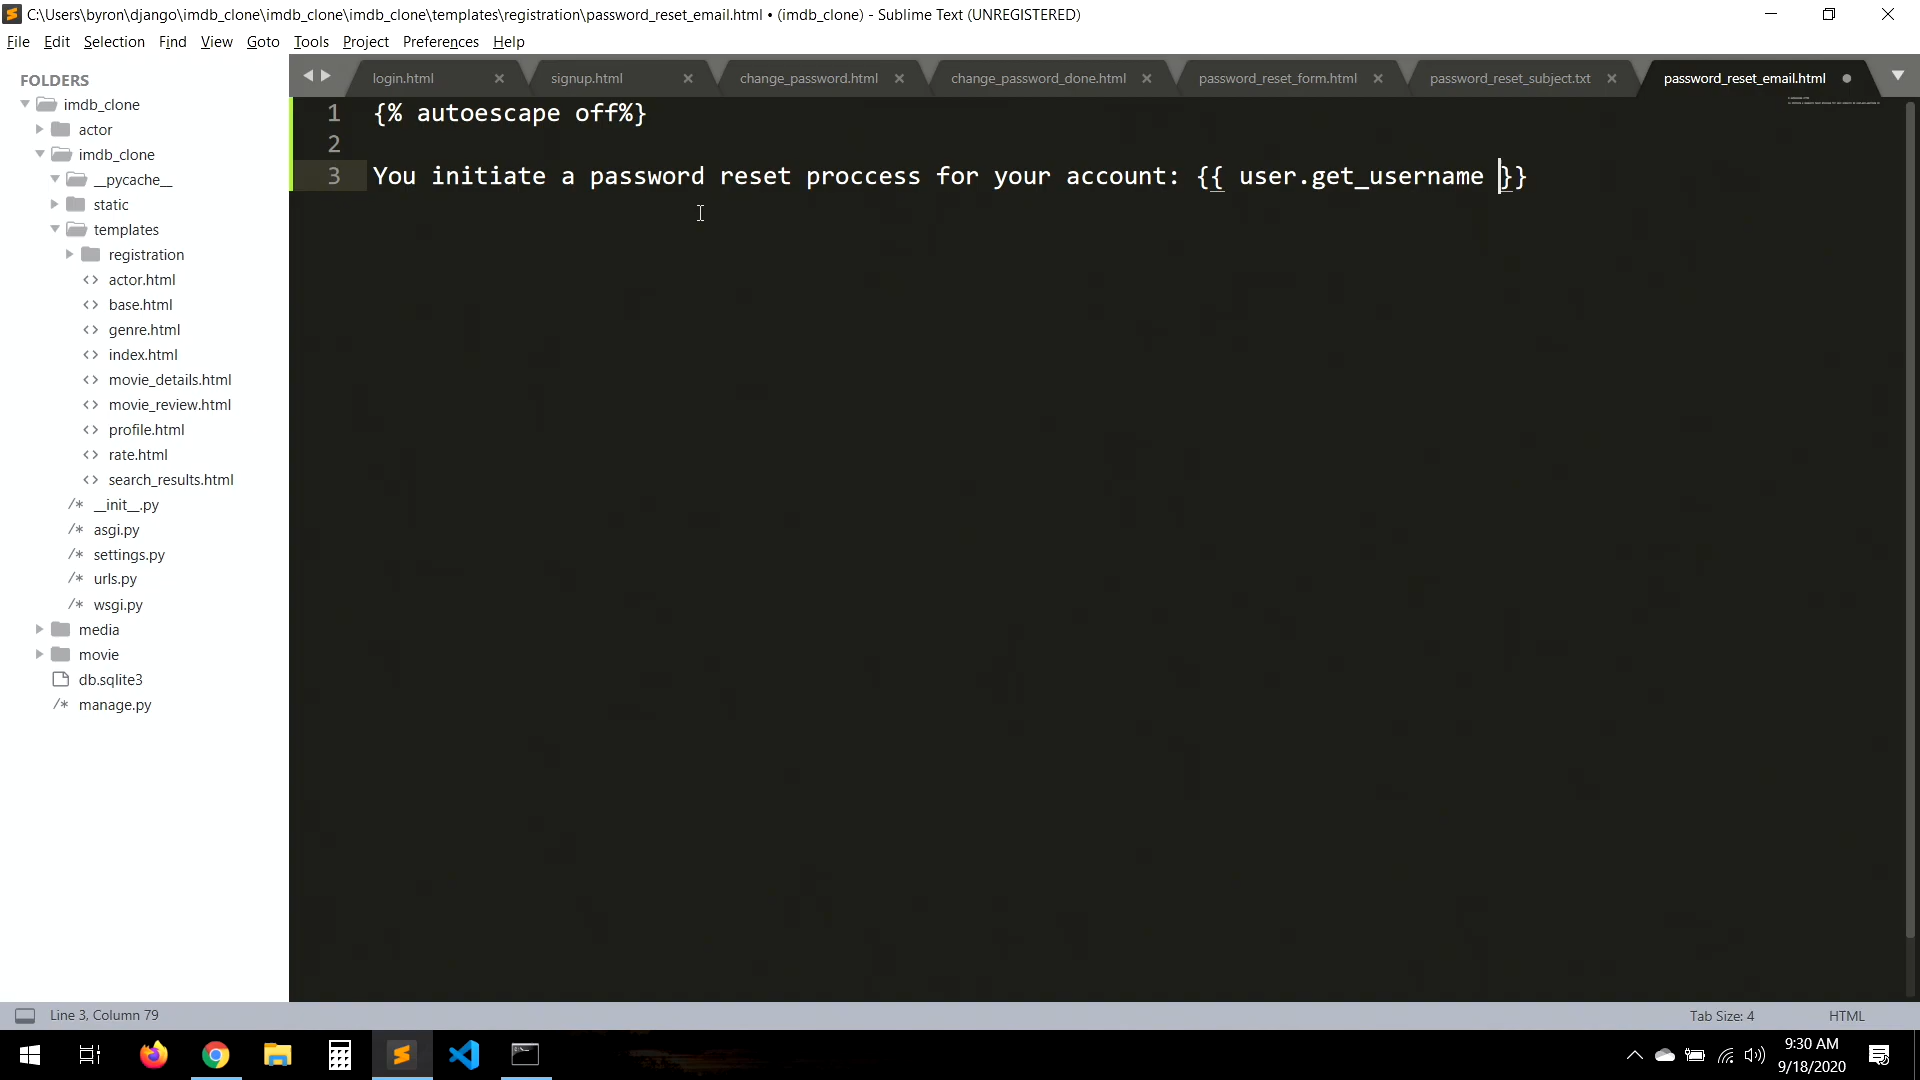 C:\Users\byron\django\imdb_clone\imdb_clone\imdb_clone\templates\registration\password_reset_email.html • (imdb_clone) - Sublime Text (UNREGISTERED)
File Edit Selection Find View Goto Tools Project Preferences Help
login.html signup.html change_password.html change_password_done.html password_reset_form.html password_reset_subject.txt password_reset_email.html
FOLDERS
imdb_clone
actor
imdb_clone
__pycache__
static
templates
registration
actor.html
base.html
genre.html
index.html
movie_details.html
movie_review.html
profile.html
rate.html
search_results.html
__init__.py
asgi.py
settings.py
urls.py
wsgi.py
media
movie
db.sqlite3
manage.py
1 {% autoescape off%}
2
3 You initiate a password reset proccess for your account: {{ user.get_username }}
Line 3, Column 79 Tab Size: 4 HTML
9:30 AM
9/18/2020